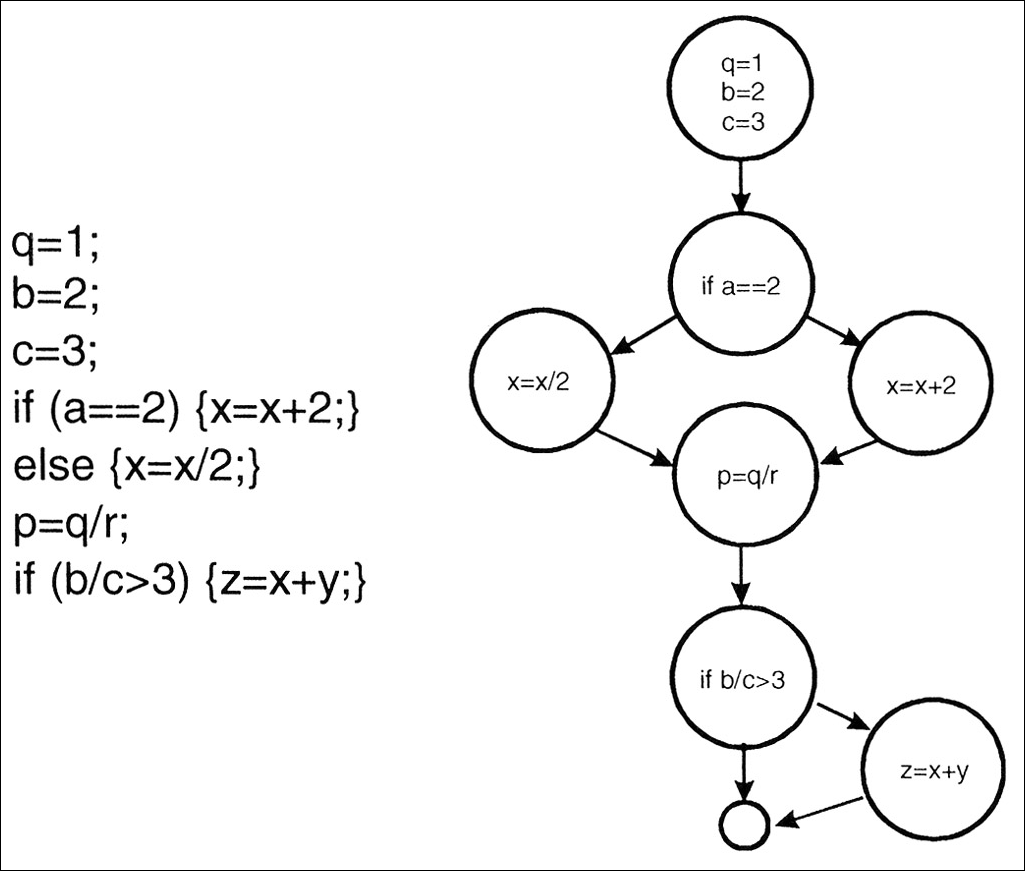 q=1;
b=2;
c=3;
if (a==2) {x=x+2;}
else {x=x/2;}
p=q/r;
if (b/c>3) {z=x+y;}
q=1
b=2
c=3
if a==2
x=x/2
x=x+2
p=q/r
if b/c>3
z=x+y